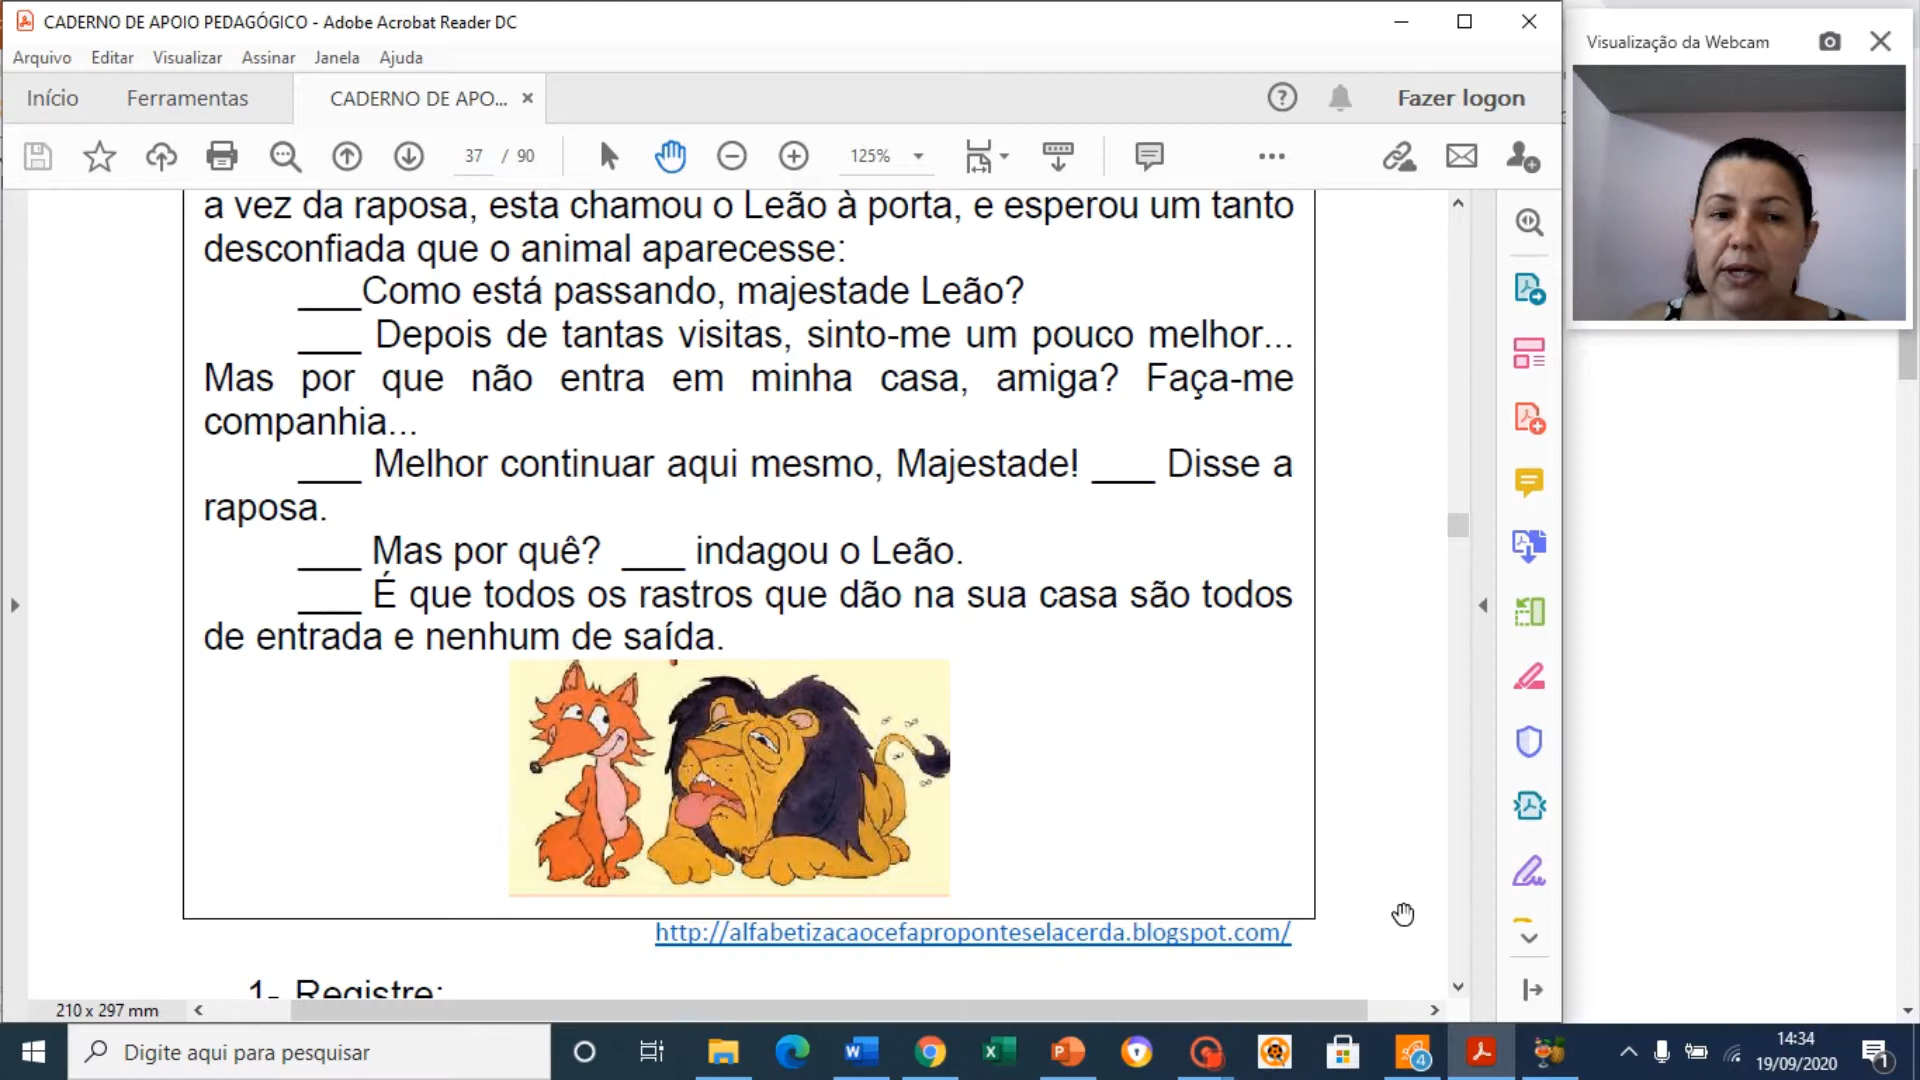 CADERNO DE APOIO PEDAGÓGICO - Adobe Acrobat Reader DC
Arquivo Editar Visualizar Assinar Janela Ajuda
Início Ferramentas CADERNO DE APO... Fazer logon
37 / 90 125%
a vez da raposa, esta chamou o Leão à porta, e esperou um tanto
desconfiada que o animal aparecesse:
___Como está passando, majestade Leão?
___ Depois de tantas visitas, sinto-me um pouco melhor...
Mas por que não entra em minha casa, amiga? Faça-me
companhia...
___ Melhor continuar aqui mesmo, Majestade! ___ Disse a
raposa.
___ Mas por quê? ___ indagou o Leão.
___ É que todos os rastros que dão na sua casa são todos
de entrada e nenhum de saída.
http://alfabetizacaocefaproponteselacerda.blogspot.com/
1- Registre:
210 x 297 mm
Visualização da Webcam
Digite aqui para pesquisar
4
14:34
19/09/2020
1